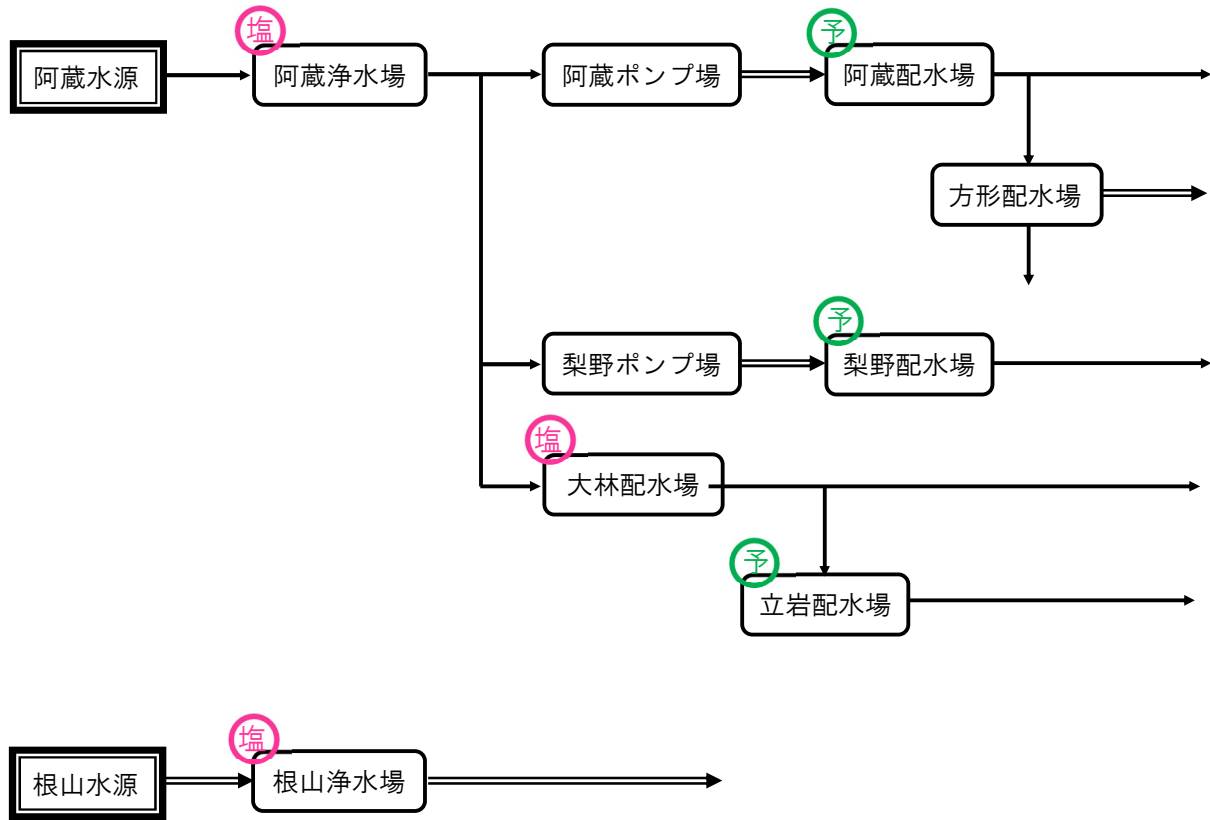 塩
予
阿蔵水源
阿蔵浄水場
阿蔵ポンプ場
阿蔵配水場
方形配水場
予
梨野ポンプ場
梨野配水場
塩
大林配水場
予
立岩配水場
塩
根山水源
根山浄水場